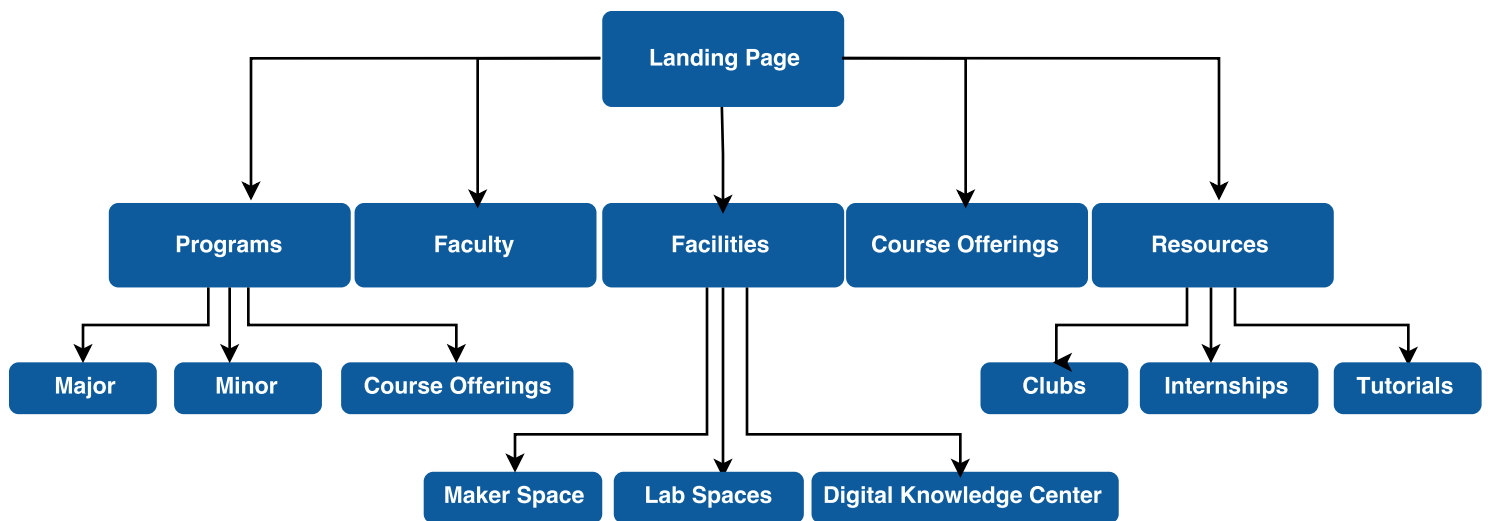 Landing Page
Programs
Faculty
Facilities
Course Offerings
Resources
Major
Minor
Course Offerings
Clubs
Internships
Tutorials
Maker Space
Lab Spaces
Digital Knowledge Center